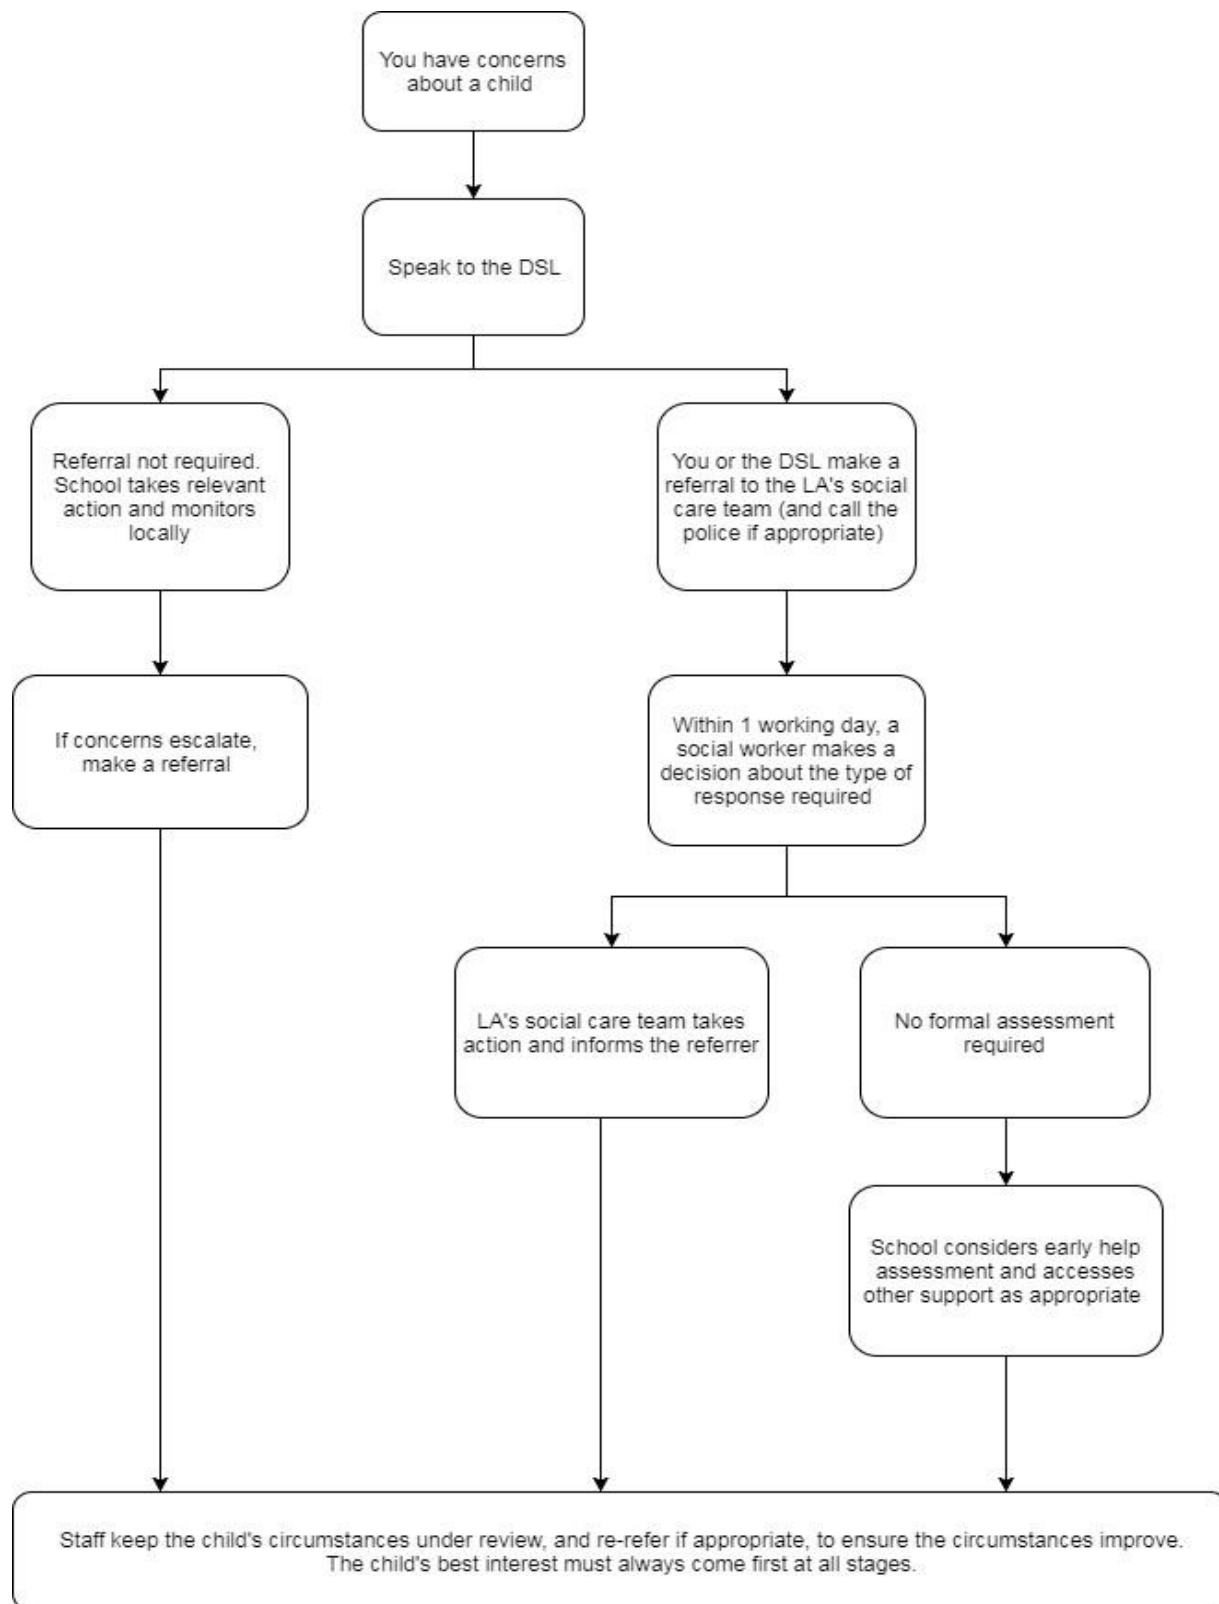 You have concerns
about a child
Speak to the DSL
Referral not required.
School takes relevant
action and monitors
locally
You or the DSL make a
referral to the LA's social
care team (and call the
police if appropriate)
If concerns escalate,
make a referral
Within 1 working day, a
social worker makes a
decision about the type of
response required
LA's social care team takes
action and informs the referrer
No formal assessment
required
School considers early help
assessment and accesses
other support as appropriate
Staff keep the child's circumstances under review, and re-refer if appropriate, to ensure the circumstances improve.
The child's best interest must always come first at all stages.